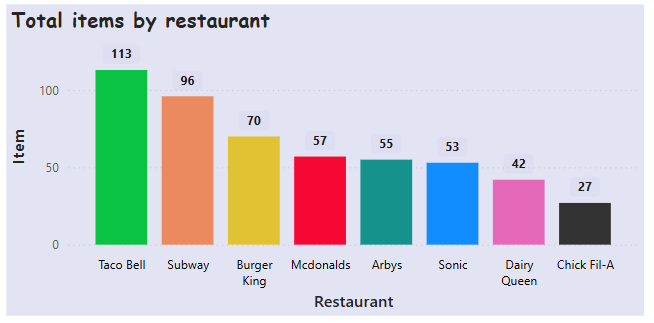 Total items by restaurant
113
96
70
57
55
53
42
27
100
50
0
Item
Taco Bell
Subway
Burger
King
Mcdonalds
Arbys
Sonic
Dairy
Queen
Chick Fil-A
Restaurant